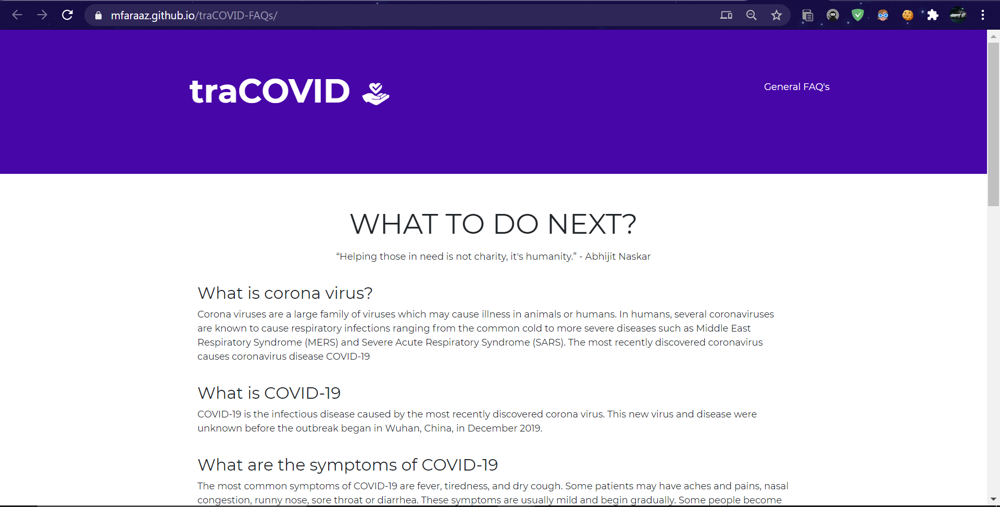 mfaraaz.github.io/traCOVID-FAQs/
traCOVID
General FAQ's
WHAT TO DO NEXT?
“Helping those in need is not charity, it's humanity.” - Abhijit Naskar
What is corona virus?
Corona viruses are a large family of viruses which may cause illness in animals or humans. In humans, several coronaviruses
are known to cause respiratory infections ranging from the common cold to more severe diseases such as Middle East
Respiratory Syndrome (MERS) and Severe Acute Respiratory Syndrome (SARS). The most recently discovered coronavirus
causes coronavirus disease COVID-19
What is COVID-19
COVID-19 is the infectious disease caused by the most recently discovered corona virus. This new virus and disease were
unknown before the outbreak began in Wuhan, China, in December 2019.
What are the symptoms of COVID-19
The most common symptoms of COVID-19 are fever, tiredness, and dry cough. Some patients may have aches and pains, nasal
congestion, runny nose, sore throat or diarrhea. These symptoms are usually mild and begin gradually. Some people become